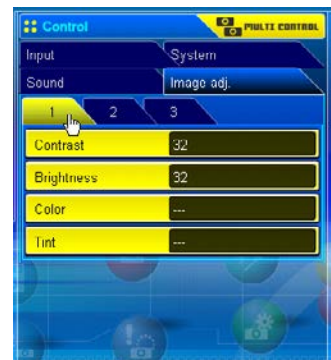 Control MULTI CONTROL
Input System
Sound Image adj.
1 2 3
Contrast 32
Brightness 32
Color ---
Tint ---